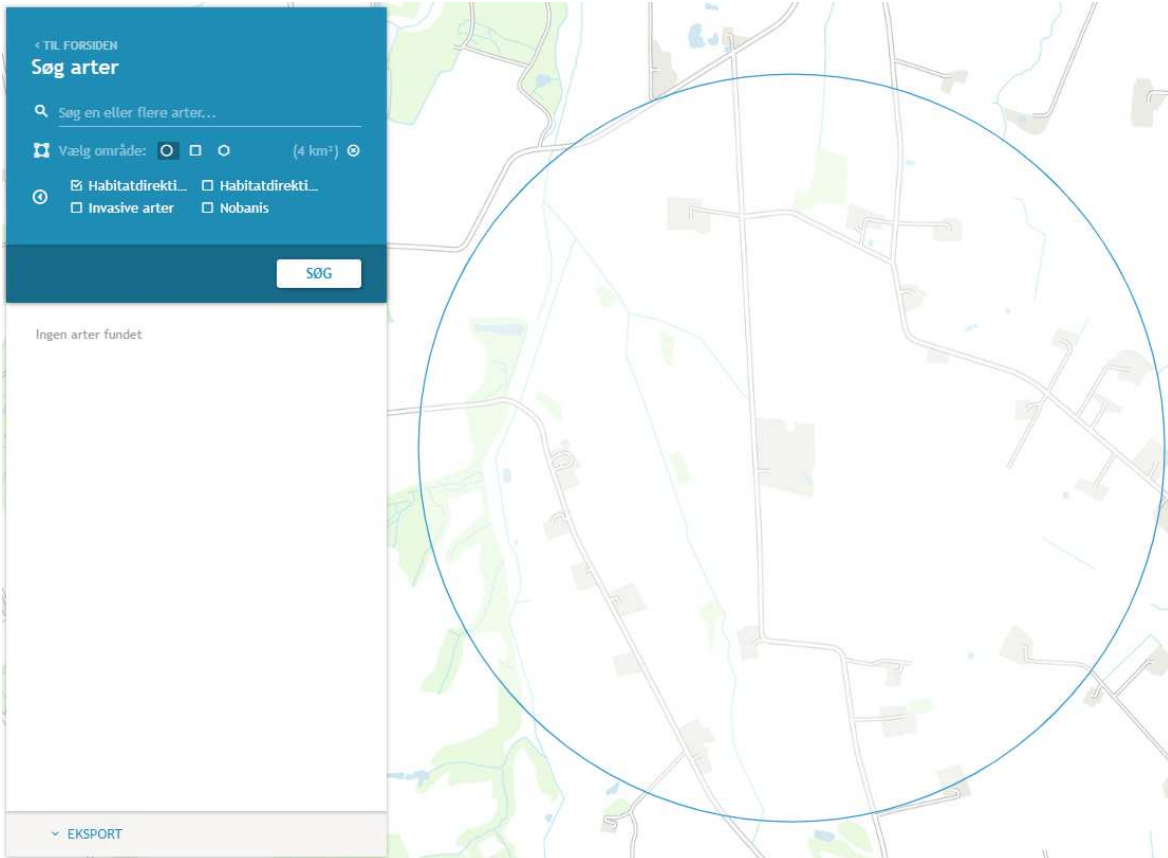 ‹ TIL FORSIDEN
Søg arter
Søg en eller flere arter...
Vælg område: (4 km²)
Habitatdirekti... Habitatdirekti...
Invasive arter Nobanis
SØG
Ingen arter fundet
EKSPORT